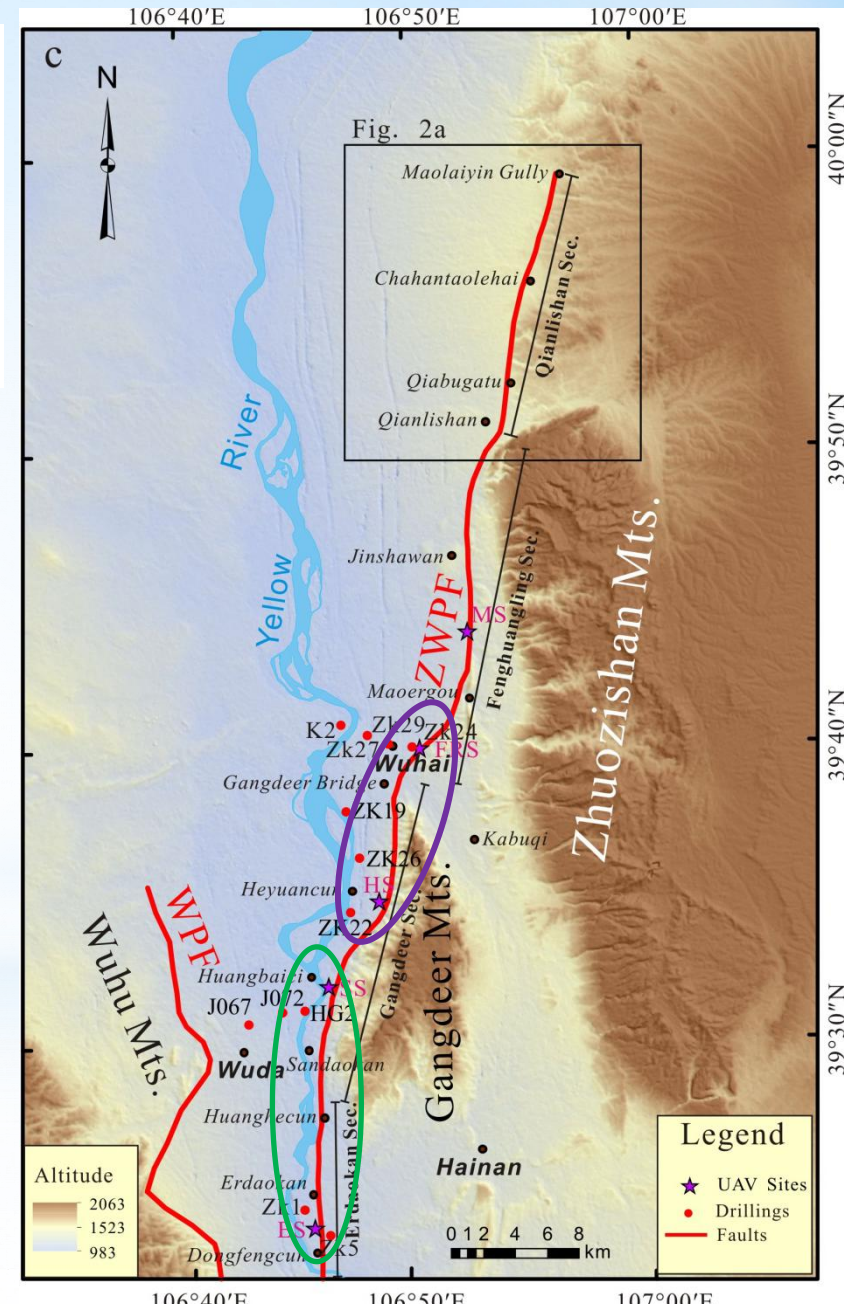 106°40'E 106°50'E 107°00'E
c
N
Fig. 2a
40°00"N
Maolaiyin Gully
Chahantaolehai
Qianlishan Sec.
Qiabugatu
Qianlishan
39°50"N
River
Yellow
Jinshawan
Fenghuangling Sec.
ZWPF
MS
Zhuozishan Mts.
Maoergou
K2
Zk29
Zk24
Zk27
FRS
Wuhai
39°40"N
Gangdeer Bridge
ZK19
Kabuqi
ZK26
HS
Heyuancun
ZK22
Gangdeer Sec.
Gangdeer Mts.
WPF
Wuhu Mts.
Huangbaici
SS
J072
J067
HG2
39°30"N
Wuda
Sandaokan
Huanghecun
Erdaokan Sec.
Hainan
Erdaokan
Zk1
ES
Zk5
Dongfengcun
Altitude
2063
1523
983
0 1 2 4 6 8
km
Legend
UAV Sites
Drillings
Faults
106°40'E 106°50'E 107°00'E